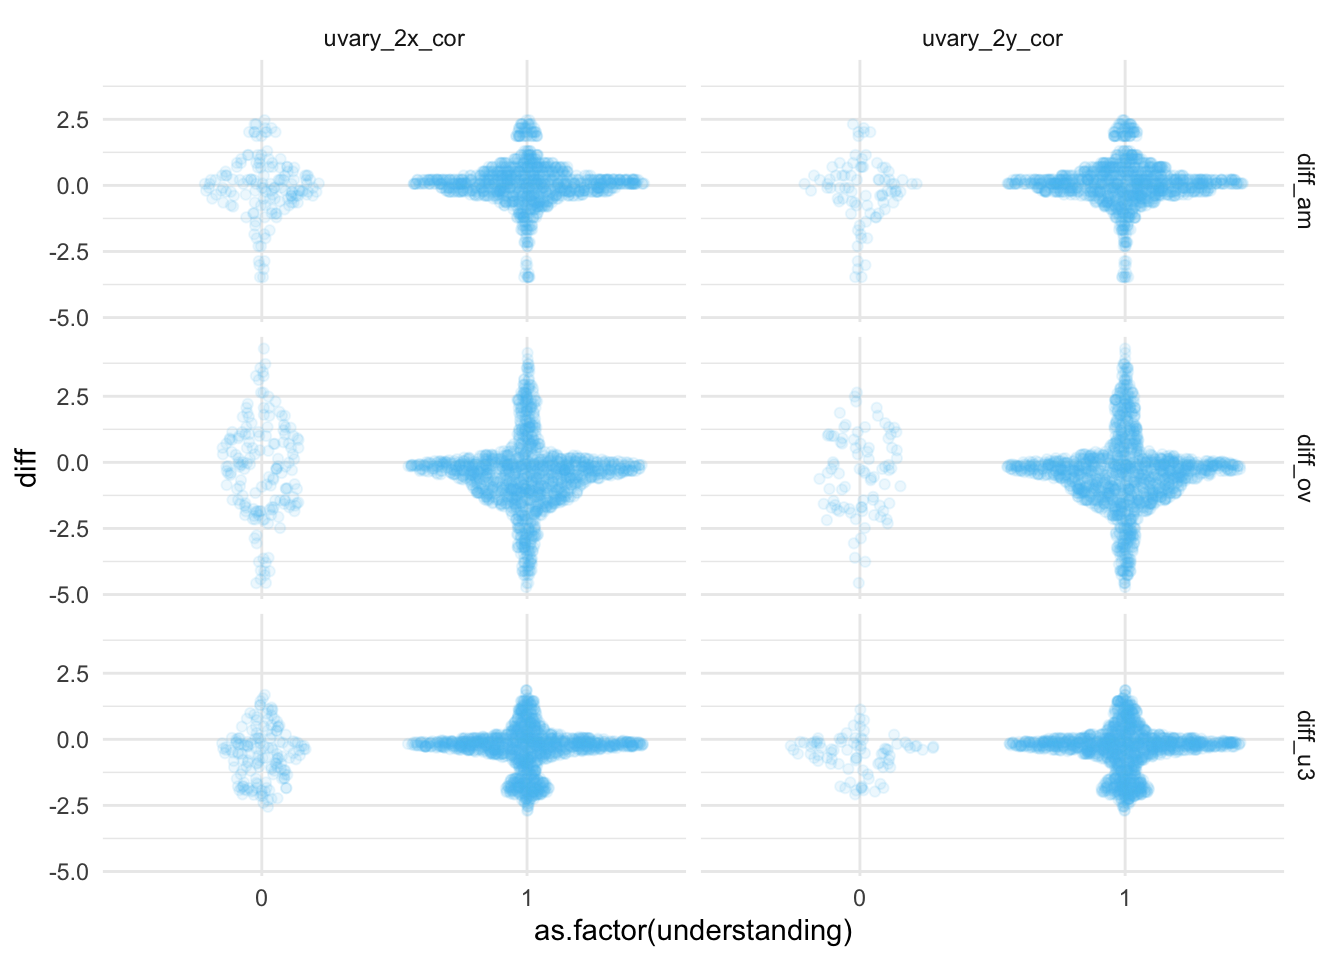 uvary_2x_cor
uvary_2y_cor
2.5
0.0
-2.5
-5.0
diff_am
2.5
0.0
-2.5
-5.0
diff_ov
diff
2.5
0.0
-2.5
-5.0
diff_u3
0
1
0
1
as.factor(understanding)